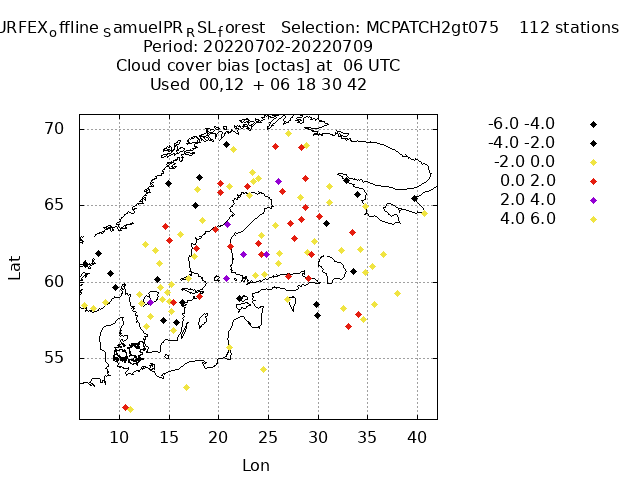 URFEXoffline SamuelPRRSLforest Selection: MCPATCH2gt075 112 stations
Period: 20220702-20220709
Cloud cover bias [octas] at 06 UTC
Used 00,12 + 06 18 30 42
-6.0 -4.0
-4.0 -2.0
-2.0 0.0
0.0 2.0
2.0 4.0
4.0 6.0
70
65
60
55
Lat
10 15 20 25 30 35 40
Lon